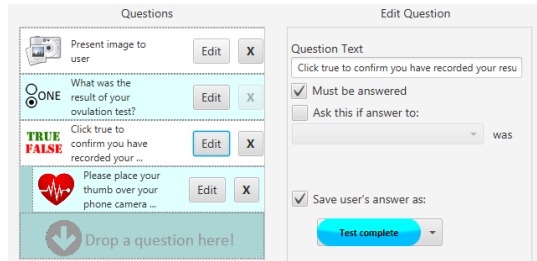 Questions
Present image to
user
Edit
X
ONE
What was the
result of your
ovulation test?
Edit
X
TRUE
FALSE
Click true to
confirm you have
recorded your ...
Edit
X
Please place your
thumb over your
phone camera ...
Edit
X
Drop a question here!
Edit Question
Question Text
Click true to confirm you have recorded your resu
Must be answered
Ask this if answer to:
was
Save user's answer as:
Test complete